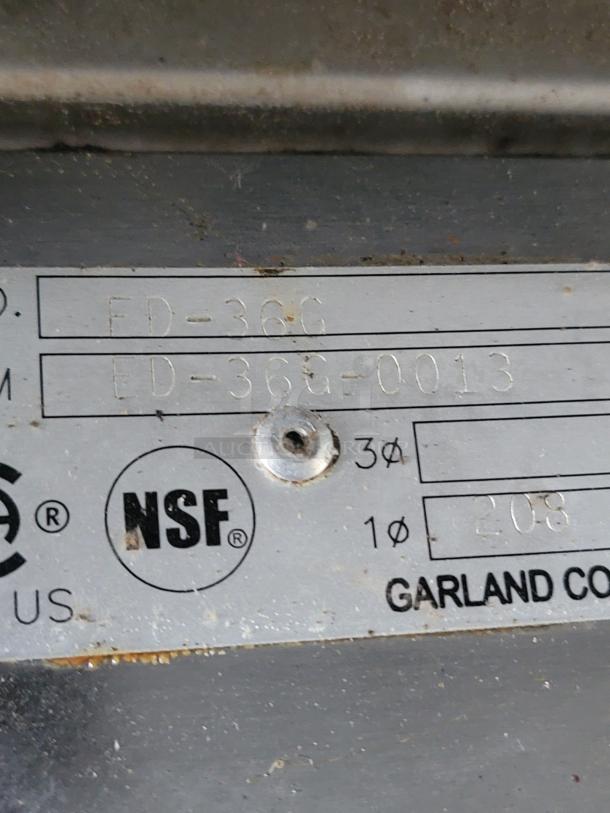 ED-36G
ED-36G-0013
3Ø
NSF®
®
1Ø 208
US
GARLAND CO